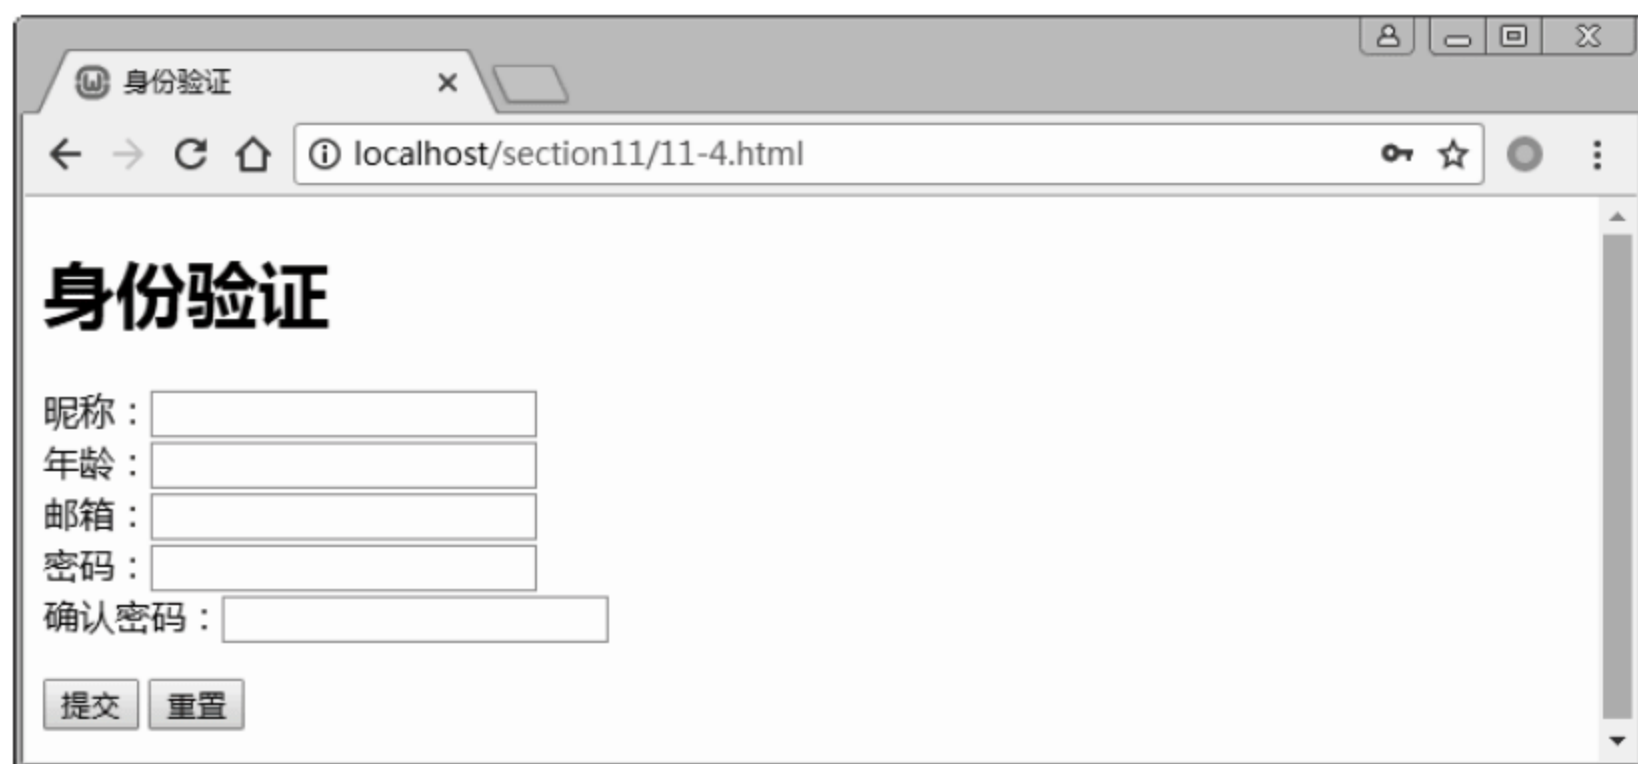 身份验证
localhost/section11/11-4.html
身份验证
昵称：
年龄：
邮箱：
密码：
确认密码：
提交 重置